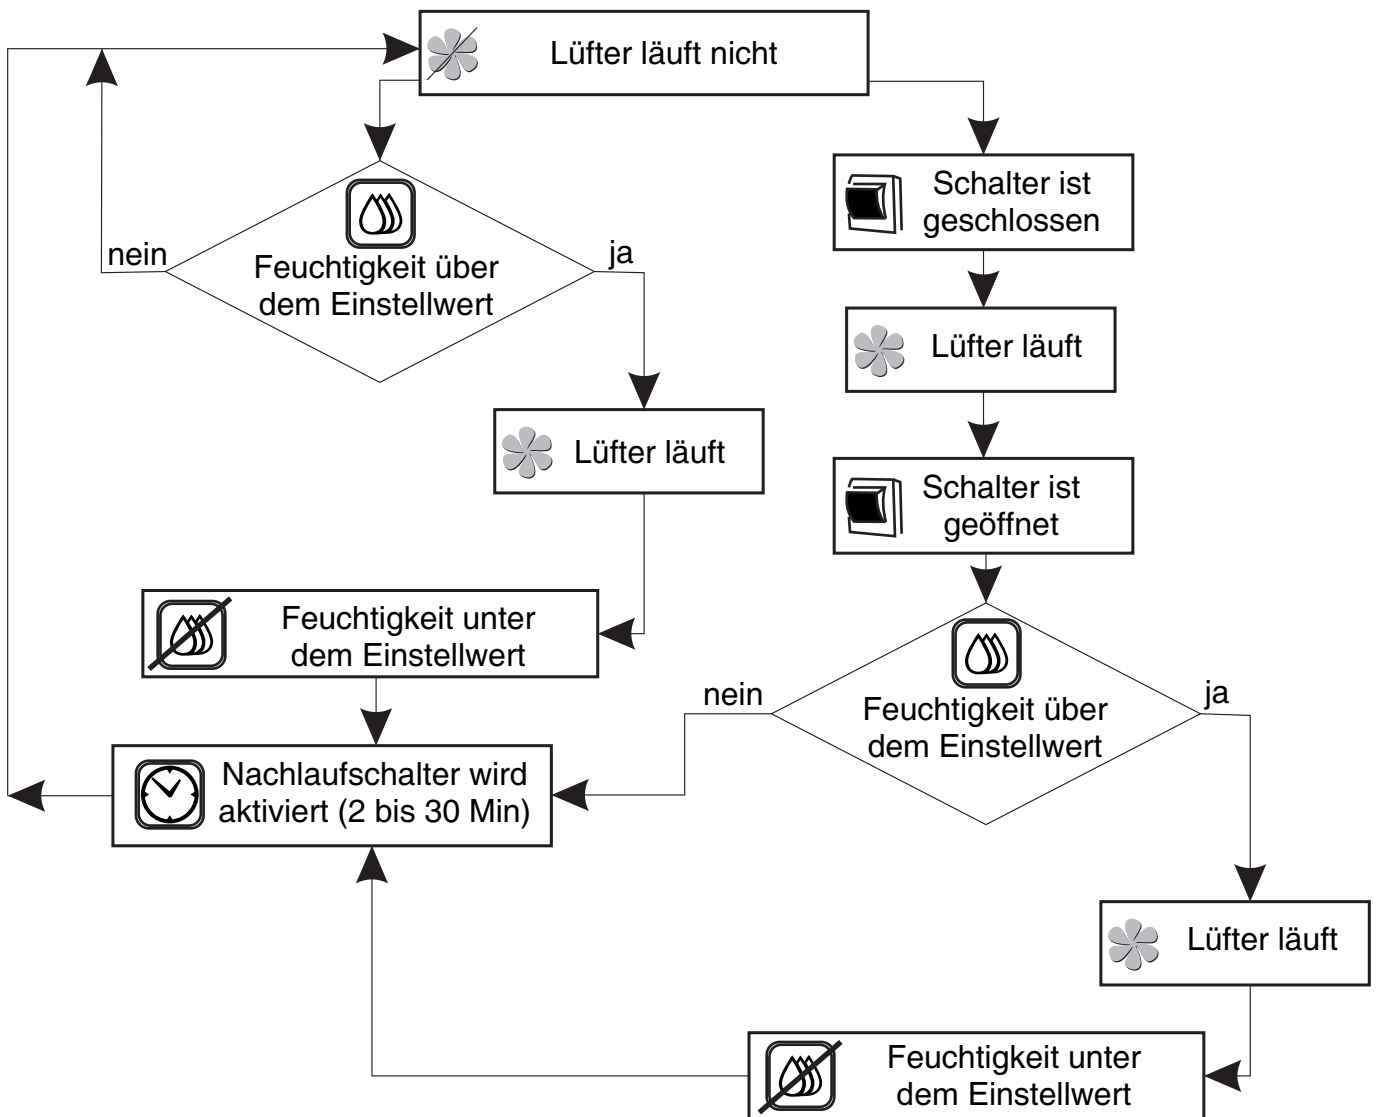 Lüfter läuft nicht
Schalter ist
geschlossen
nein
ja
Feuchtigkeit über
dem Einstellwert
Lüfter läuft
Lüfter läuft
Schalter ist
geöffnet
Feuchtigkeit unter
dem Einstellwert
nein
ja
Feuchtigkeit über
dem Einstellwert
Nachlaufschalter wird
aktiviert (2 bis 30 Min)
Lüfter läuft
Feuchtigkeit unter
dem Einstellwert